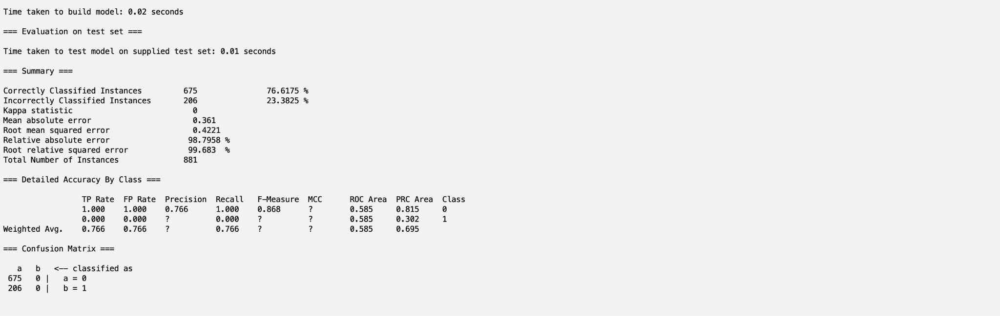 Time taken to build model: 0.02 seconds
=== Evaluation on test set ===
Time taken to test model on supplied test set: 0.01 seconds
=== Summary ===
Correctly Classified Instances         675               76.6175 %
Incorrectly Classified Instances       206               23.3825 %
Kappa statistic                          0
Mean absolute error                      0.361
Root mean squared error                  0.4221
Relative absolute error                 98.7958 %
Root relative squared error             99.683  %
Total Number of Instances              881
=== Detailed Accuracy By Class ===
                 TP Rate  FP Rate  Precision  Recall   F-Measure  MCC      ROC Area  PRC Area  Class
                 1.000    1.000    0.766      1.000    0.868      ?        0.585     0.815     0
                 0.000    0.000    ?          0.000    ?          ?        0.585     0.302     1
Weighted Avg.    0.766    0.766    ?          0.766    ?          ?        0.585     0.695
=== Confusion Matrix ===
   a   b   <-- classified as
 675   0 |   a = 0
 206   0 |   b = 1